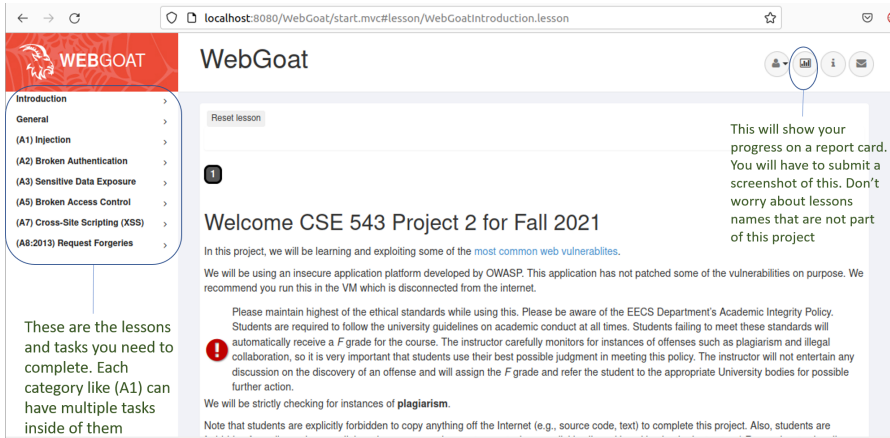 localhost:8080/WebGoat/start.mvc#lesson/WebGoatIntroduction.lesson
WEBGOAT
WebGoat
Introduction
General
(A1) Injection
(A2) Broken Authentication
(A3) Sensitive Data Exposure
(A5) Broken Access Control
(A7) Cross-Site Scripting (XSS)
(A8:2013) Request Forgeries
These are the lessons
and tasks you need to
complete. Each
category like (A1) can
have multiple tasks
inside of them
Reset lesson
This will show your
progress on a report card.
You will have to submit a
screenshot of this. Don't
worry about lessons
names that are not part
of this project
1
Welcome CSE 543 Project 2 for Fall 2021
In this project, we will be learning and exploiting some of the most common web vulnerablites.
We will be using an insecure application platform developed by OWASP. This application has not patched some of the vulnerabilities on purpose. We
recommend you run this in the VM which is disconnected from the internet.
Please maintain highest of the ethical standards while using this. Please be aware of the EECS Department's Academic Integrity Policy.
Students are required to follow the university guidelines on academic conduct at all times. Students failing to meet these standards will
automatically receive a F grade for the course. The instructor carefully monitors for instances of offenses such as plagiarism and illegal
collaboration, so it is very important that students use their best possible judgment in meeting this policy. The instructor will not entertain any
discussion on the discovery of an offense and will assign the F grade and refer the student to the appropriate University bodies for possible
further action.
We will be strictly checking for instances of plagiarism.
Note that students are explicitly forbidden to copy anything off the Internet (e.g., source code, text) to complete this project. Also, students are